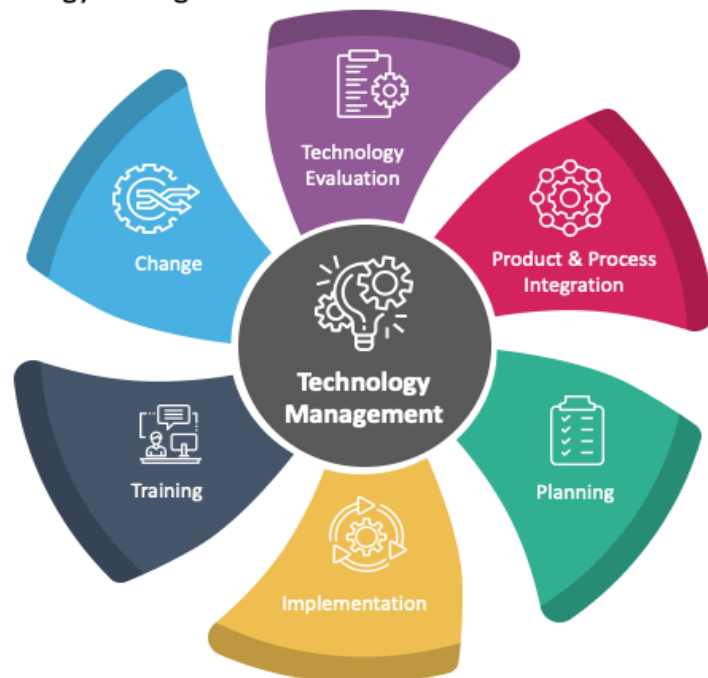 Technology
Evaluation
Product & Process
Integration
Planning
Implementation
Training
Change
Technology
Management